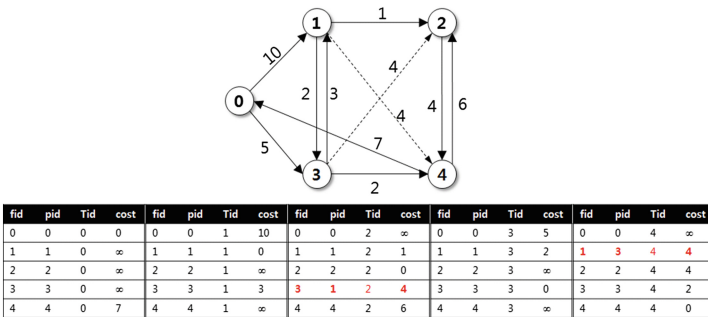 1
1 2
10
4
0 2 3 4 4 6
7
5
3 4
2
fid pid Tid cost fid pid Tid cost fid pid Tid cost fid pid Tid cost fid pid Tid cost
0 0 0 0 0 0 1 10 0 0 2 ∞ 0 0 3 5 0 0 4 ∞
1 1 0 ∞ 1 1 1 0 1 1 2 1 1 1 3 2 1 3 4 4
2 2 0 ∞ 2 2 1 ∞ 2 2 2 0 2 2 3 ∞ 2 2 4 4
3 3 0 ∞ 3 3 1 3 3 1 2 4 3 3 3 0 3 3 4 2
4 4 0 7 4 4 1 ∞ 4 4 2 6 4 4 3 ∞ 4 4 4 0